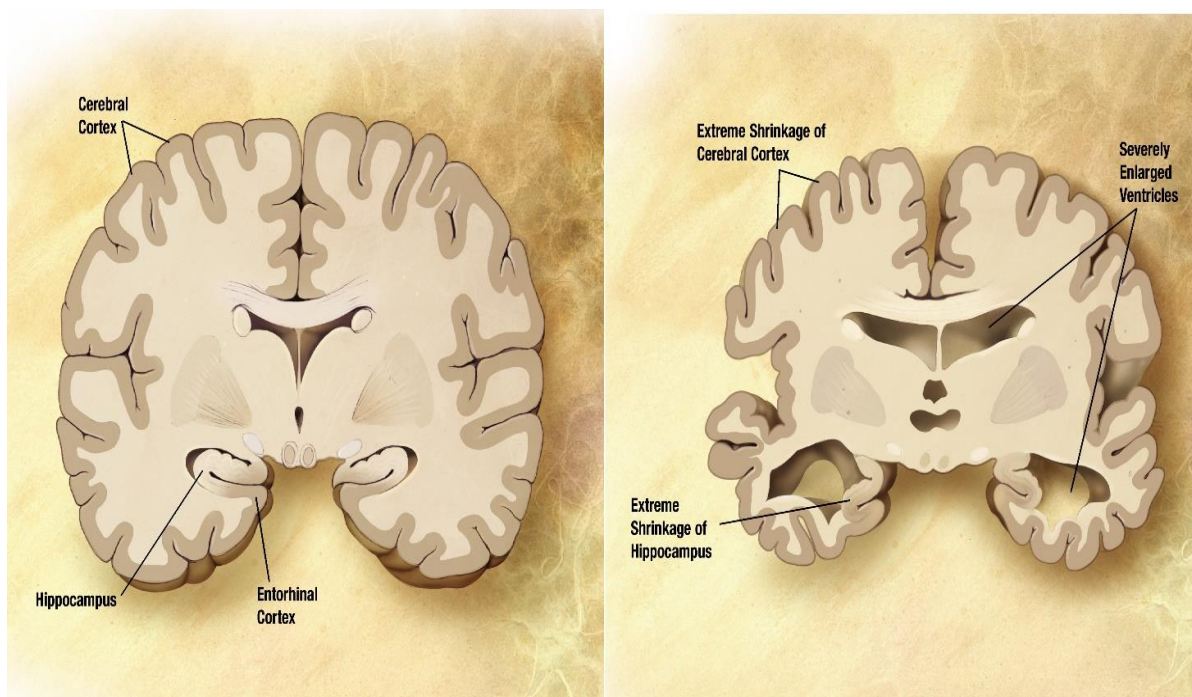 Cerebral
Cortex
Hippocampus
Entorhinal
Cortex
Extreme Shrinkage of
Cerebral Cortex
Severely
Enlarged
Ventricles
Extreme
Shrinkage of
Hippocampus